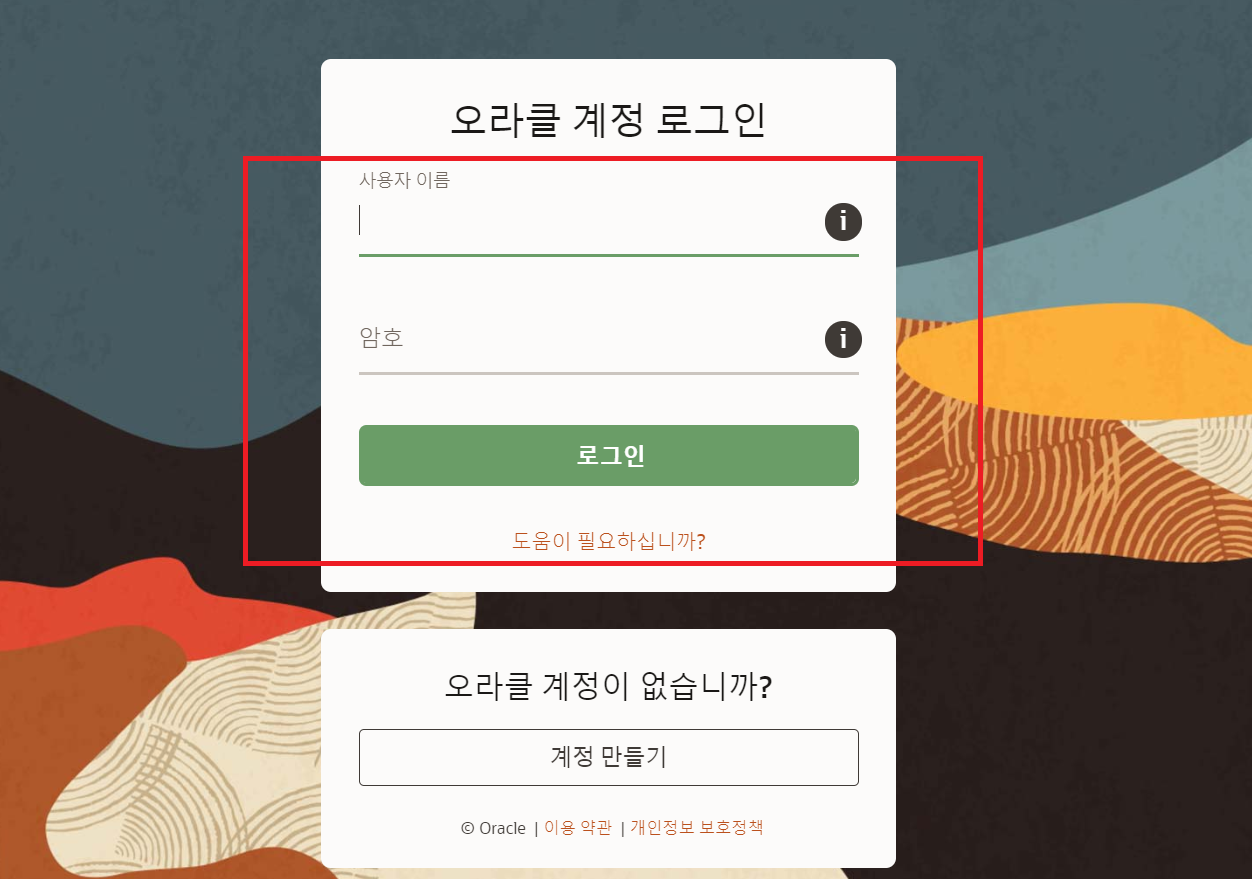 오라클 계정 로그인
사용자 이름
i
암호
i
로그인
도움이 필요하십니까?
오라클 계정이 없습니까?
계정 만들기
© Oracle | 이용 약관 | 개인정보 보호정책